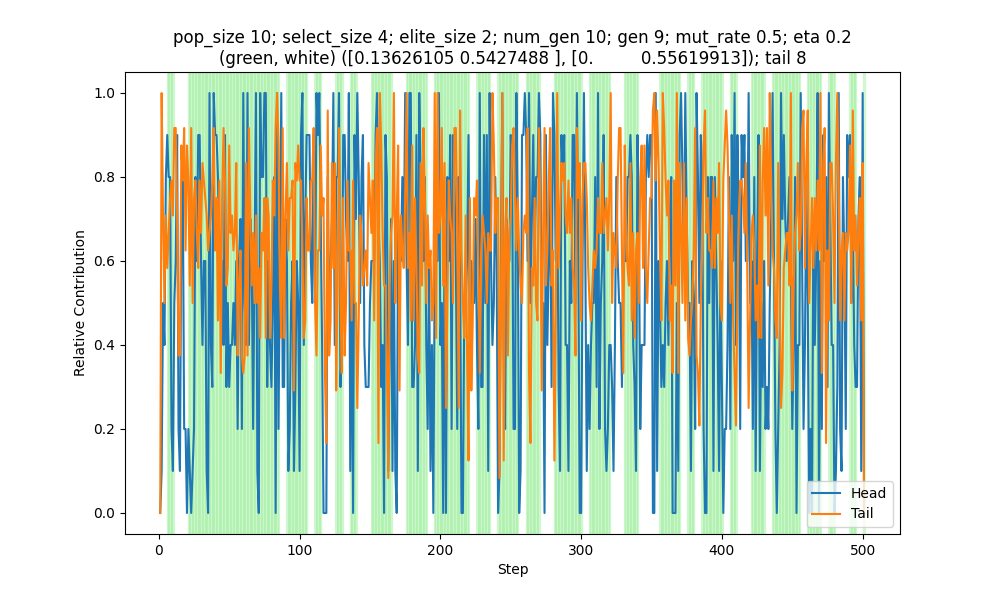 pop_size 10; select_size 4; elite_size 2; num_gen 10; gen 9; mut_rate 0.5; eta 0.2
(green, white) ([0.13626105 0.5427488 ], [0.         0.55619913]); tail 8
1.0
0.8
0.6
0.4
0.2
0.0
Relative Contribution
Head
Tail
0 100 200 300 400 500
Step